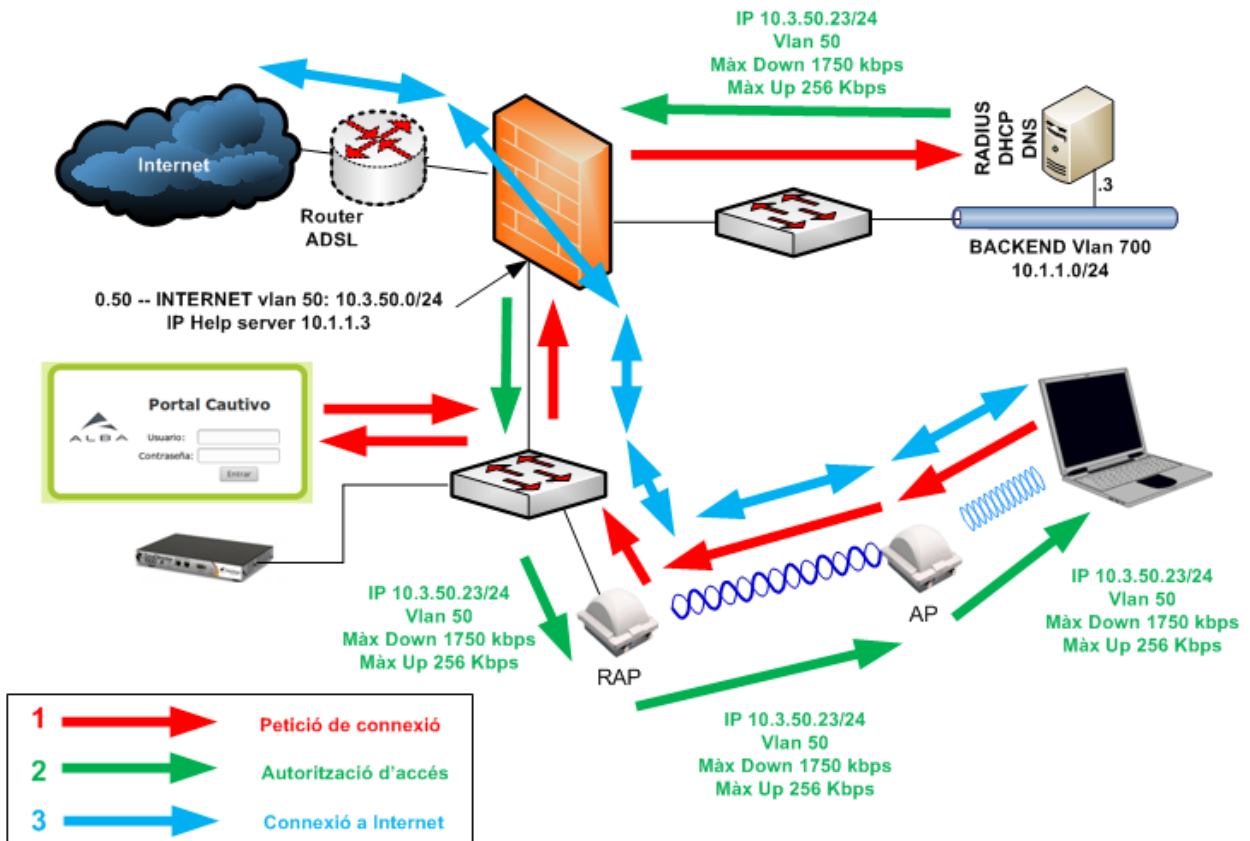 IP 10.3.50.23/24
Vlan 50
Màx Down 1750 kbps
Màx Up 256 Kbps
Internet
Router
ADSL
RADIUS
DHCP
DNS
.3
BACKEND Vlan 700
10.1.1.0/24
0.50 -- INTERNET vlan 50: 10.3.50.0/24
IP Help server 10.1.1.3
Portal Cautivo
ALBA
Usuario:
Contraseña:
Entrar
IP 10.3.50.23/24
Vlan 50
Màx Down 1750 kbps
Màx Up 256 Kbps
RAP
AP
IP 10.3.50.23/24
Vlan 50
Màx Down 1750 kbps
Màx Up 256 Kbps
IP 10.3.50.23/24
Vlan 50
Màx Down 1750 kbps
Màx Up 256 Kbps
1 Petició de connexió
2 Autorització d'accés
3 Connexió a Internet